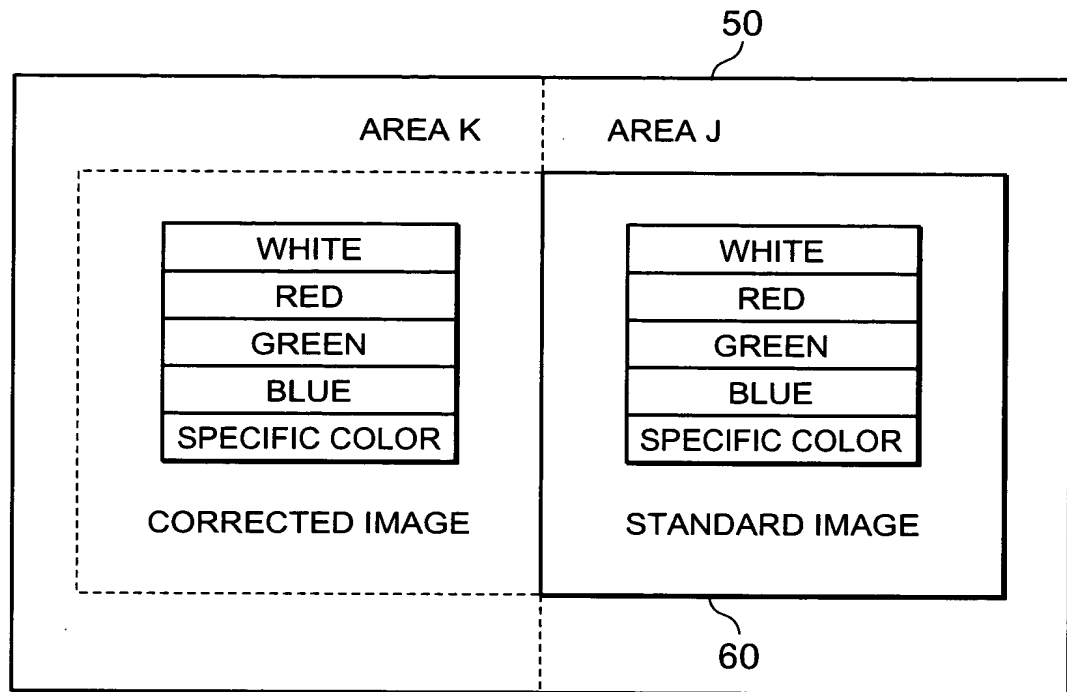 50
AREA K
AREA J
WHITE
RED
GREEN
BLUE
SPECIFIC COLOR
CORRECTED IMAGE
WHITE
RED
GREEN
BLUE
SPECIFIC COLOR
STANDARD IMAGE
60